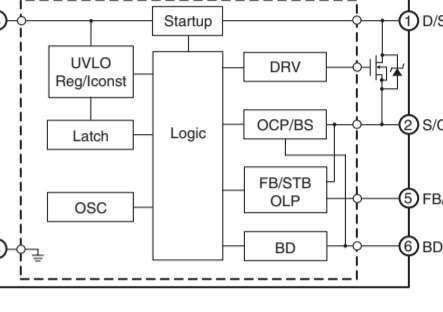 Startup
1 D/S
UVLO
Reg/Iconst
DRV
Latch
Logic
OCP/BS
2 S/O
FB/STB
OLP
5 FB/
OSC
BD
6 BD